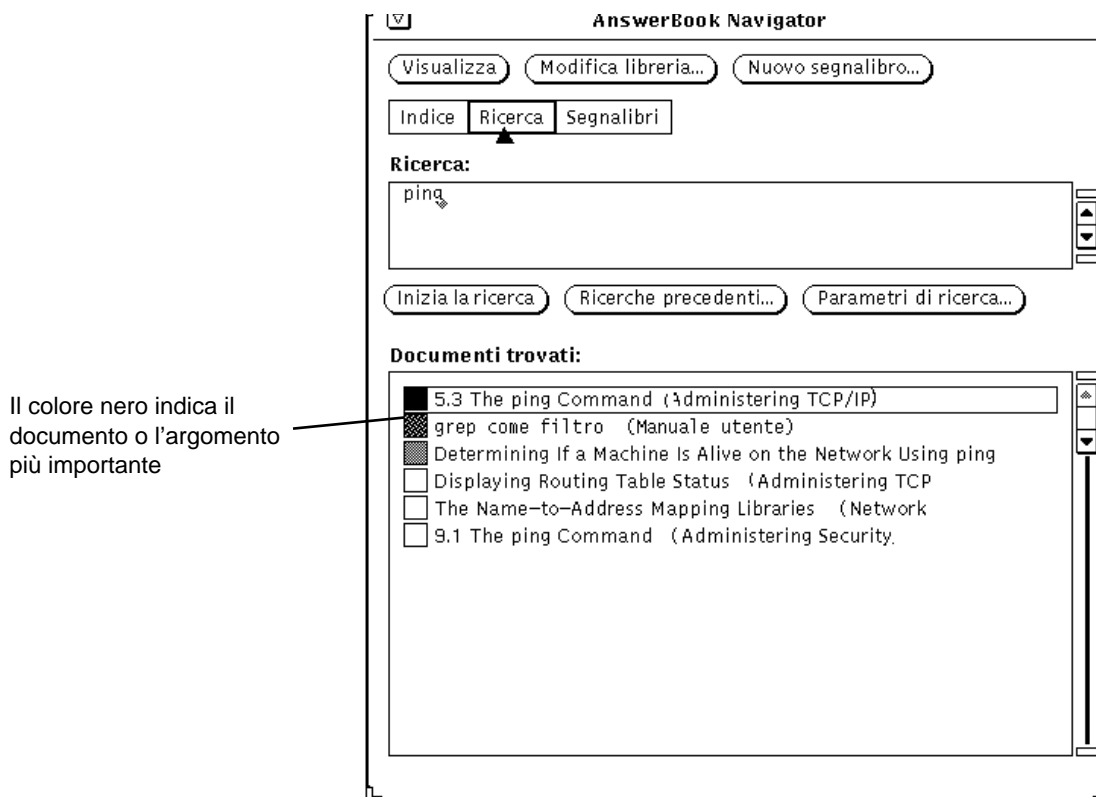 AnswerBook Navigator
Visualizza Modifica libreria... Nuovo segnalibro...
Indice Ricerca Segnalibri
Ricerca:
ping
Inizia la ricerca Ricerche precedenti... Parametri di ricerca...
Documenti trovati:
5.3 The ping Command (Administering TCP/IP)
grep come filtro (Manuale utente)
Determining If a Machine Is Alive on the Network Using ping
Displaying Routing Table Status (Administering TCP
The Name-to-Address Mapping Libraries (Network
9.1 The ping Command (Administering Security
Il colore nero indica il
documento o l'argomento
più importante